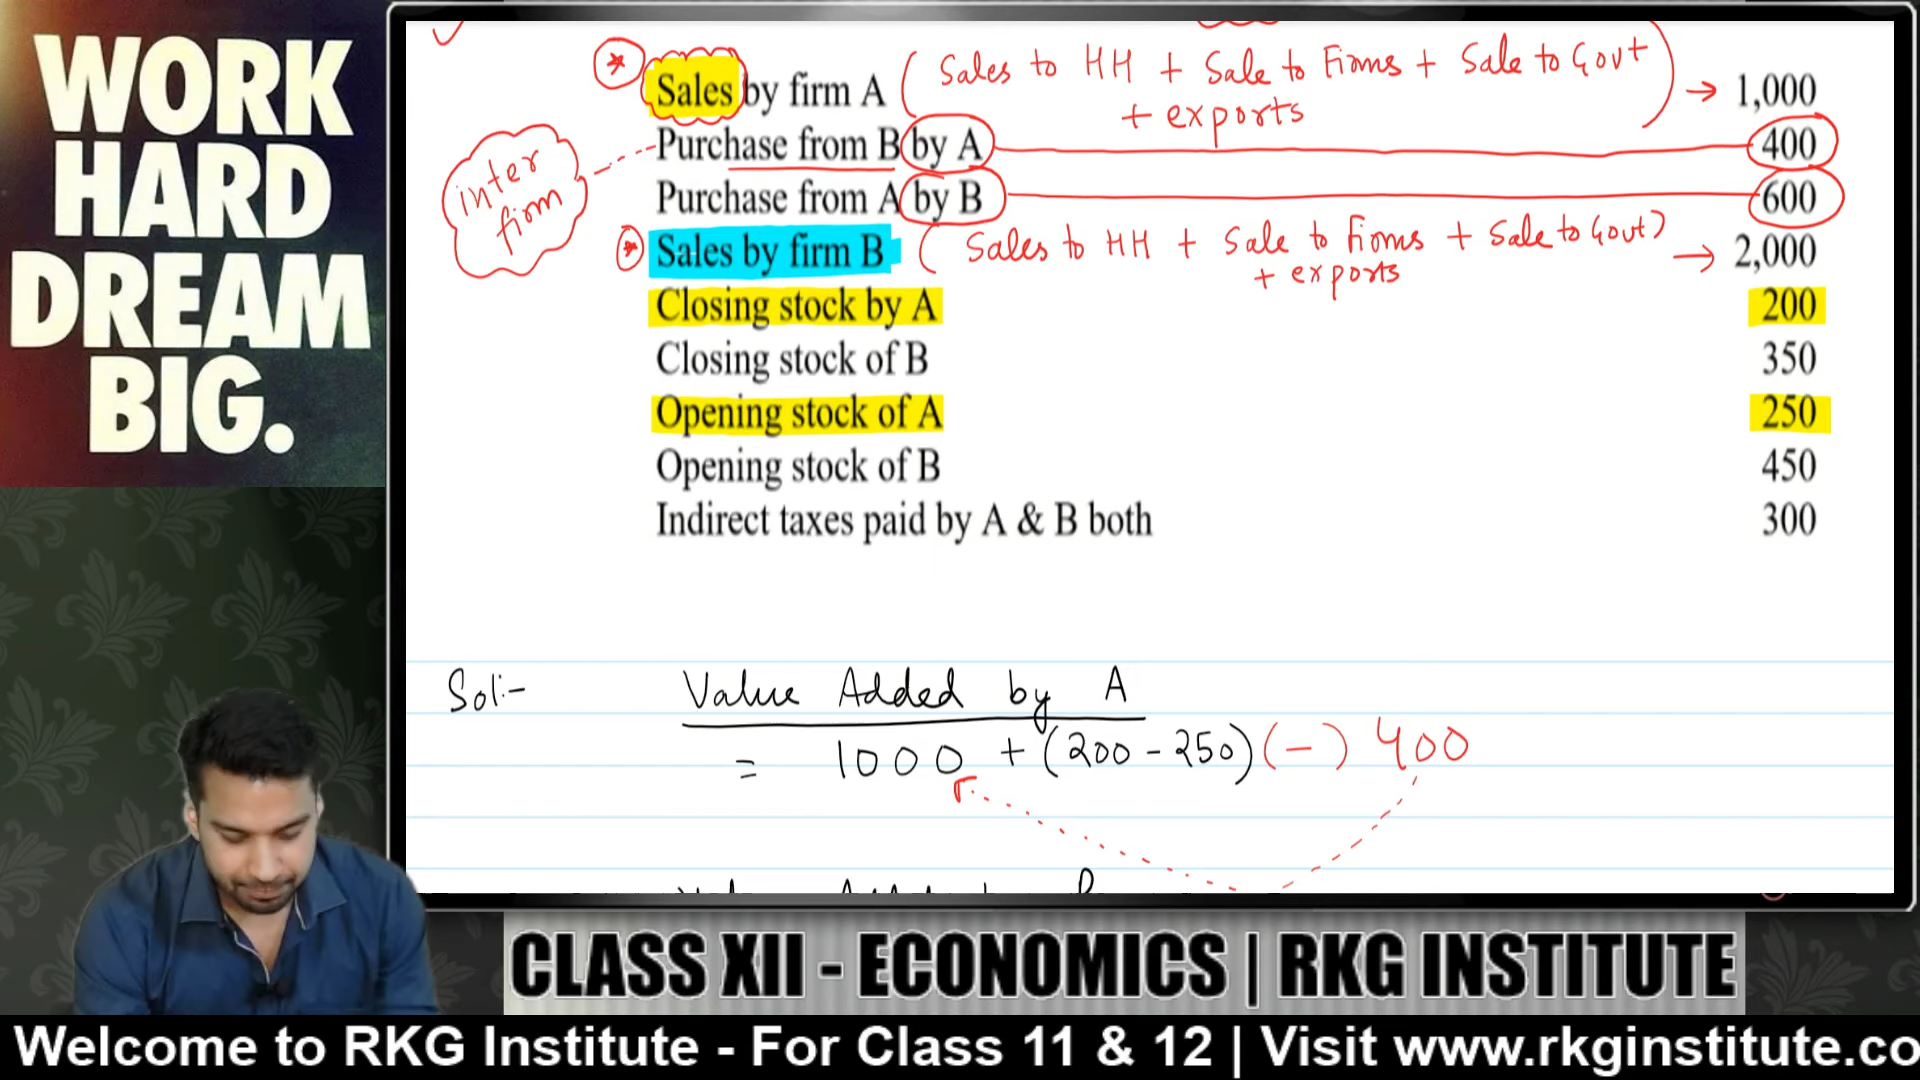 WORK
HARD
DREAM
BIG.
Sales by firm A (Sales to HH + Sale to Firms + Sale to Govt + exports) → 1,000
Purchase from B by A 400
inter firm
Purchase from A by B 600
Sales by firm B (Sales to HH + Sale to Firms + Sale to Govt) + exports → 2,000
Closing stock by A 200
Closing stock of B 350
Opening stock of A 250
Opening stock of B 450
Indirect taxes paid by A & B both 300
Sol:- Value Added by A
= 1000 + (200 - 250) (-) 400
CLASS XII - ECONOMICS | RKG INSTITUTE
Welcome to RKG Institute - For Class 11 & 12 | Visit www.rkginstitute.co